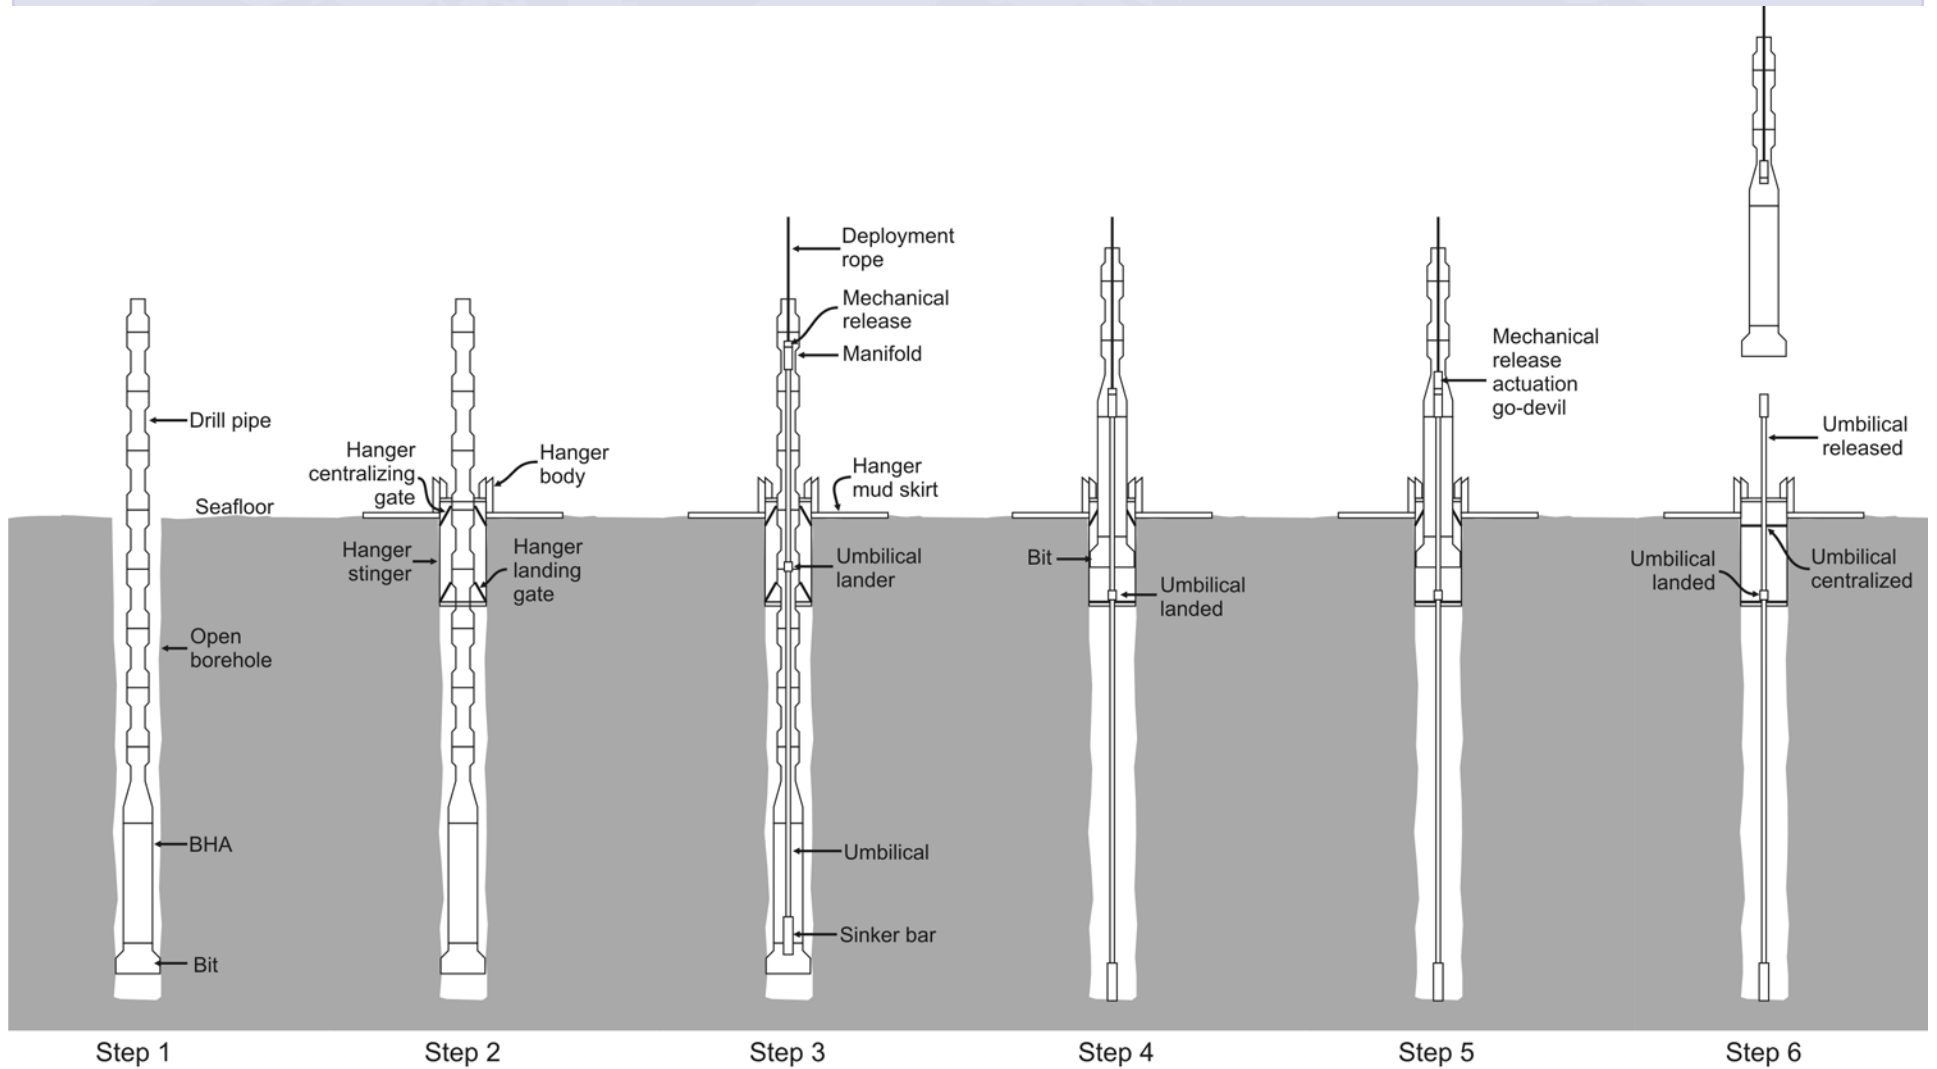 Drill pipe
Seafloor
Open
borehole
BHA
Bit
Step 1
Hanger
centralizing
gate
Hanger
body
Hanger
stinger
Hanger
landing
gate
Step 2
Deployment
rope
Mechanical
release
Manifold
Hanger
mud skirt
Umbilical
lander
Umbilical
Sinker bar
Step 3
Bit
Umbilical
landed
Step 4
Mechanical
release
actuation
go-devil
Step 5
Umbilical
released
Umbilical
landed
Umbilical
centralized
Step 6